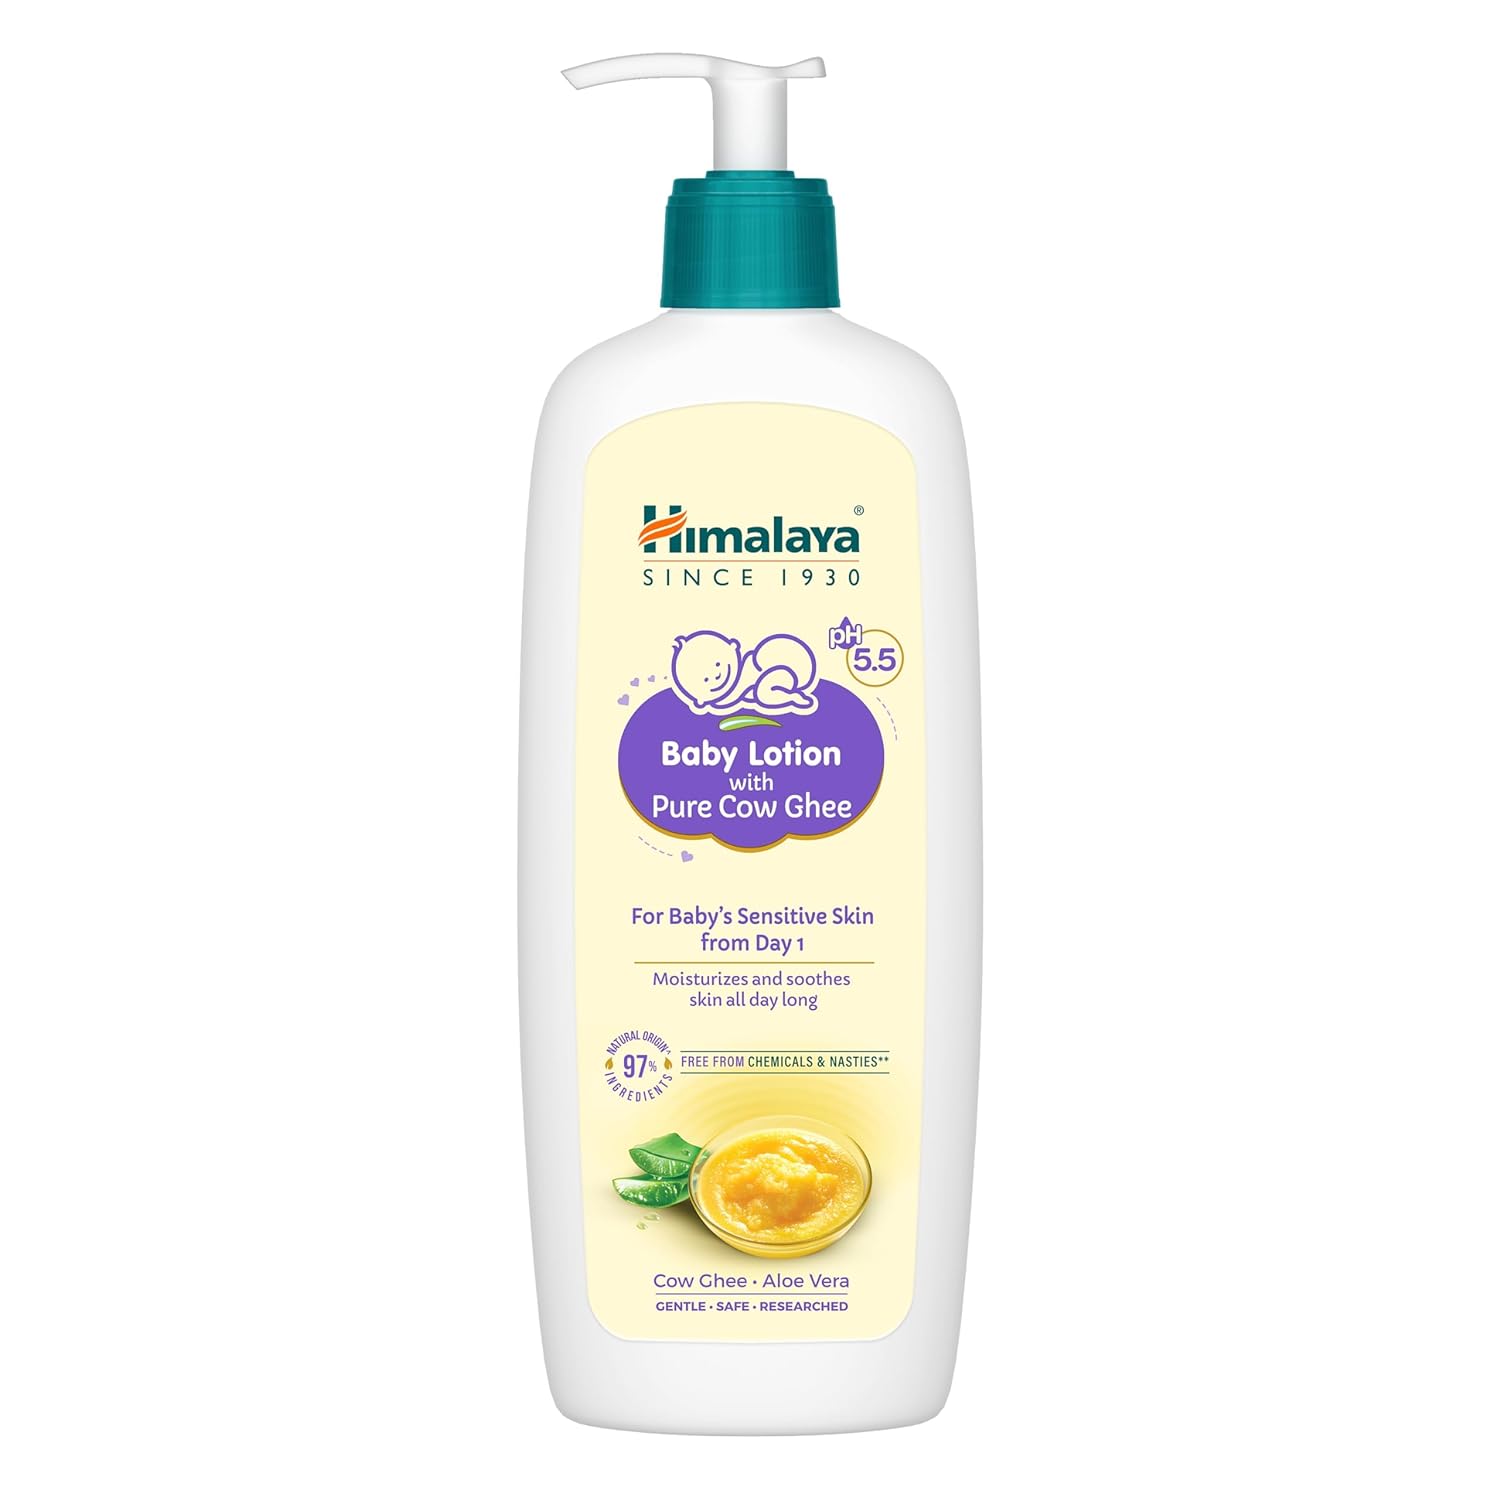 Himalaya®
SINCE 1930
pH
5.5
Baby Lotion
with
Pure Cow Ghee
For Baby's Sensitive Skin
from Day 1
Moisturizes and soothes
skin all day long
NATURAL ORIGIN^
97%
INGREDIENTS
FREE FROM CHEMICALS & NASTIES**
Cow Ghee • Aloe Vera
GENTLE • SAFE • RESEARCHED